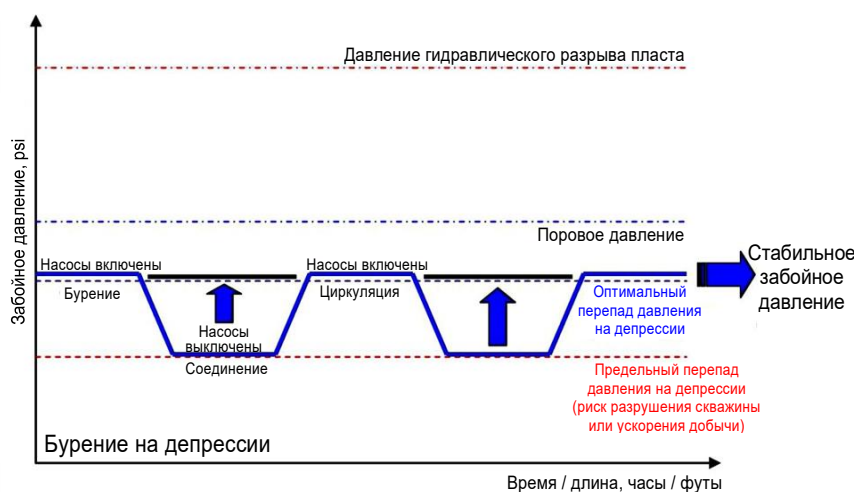 Давление гидравлического разрыва пласта
Забойное давление, psi
Поровое давление
Насосы включены
Насосы включены
Стабильное
забойное
давление
Бурение
Циркуляция
Оптимальный
перепад давления
на депрессии
Насосы
выключены
Соединение
Предельный перепад
давления на депрессии
(риск разрушения скважины
или ускорения добычи)
Бурение на депрессии
Время / длина, часы / футы